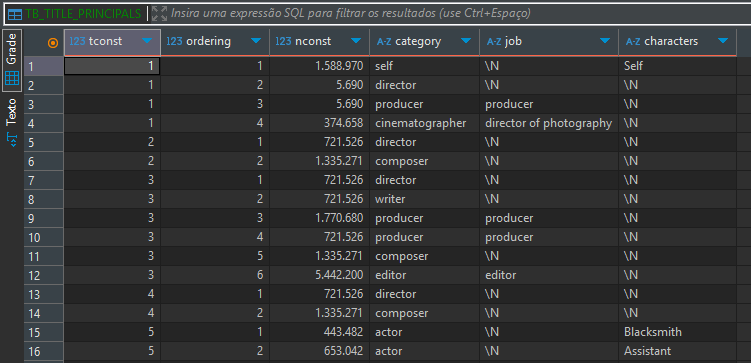 TB_TITLE_PRINCIPALS Insira uma expressão SQL para filtrar os resultados (use Ctrl+Espaço)
Grade
Texto
123 tconst 123 ordering 123 nconst A-Z category A-Z job A-Z characters
1 1 1 1.588.970 self \N Self
2 1 2 5.690 director \N \N
3 1 3 5.690 producer producer \N
4 1 4 374.658 cinematographer director of photography \N
5 2 1 721.526 director \N \N
6 2 2 1.335.271 composer \N \N
7 3 1 721.526 director \N \N
8 3 2 721.526 writer \N \N
9 3 3 1.770.680 producer producer \N
10 3 4 721.526 producer producer \N
11 3 5 1.335.271 composer \N \N
12 3 6 5.442.200 editor editor \N
13 4 1 721.526 director \N \N
14 4 2 1.335.271 composer \N \N
15 5 1 443.482 actor \N Blacksmith
16 5 2 653.042 actor \N Assistant